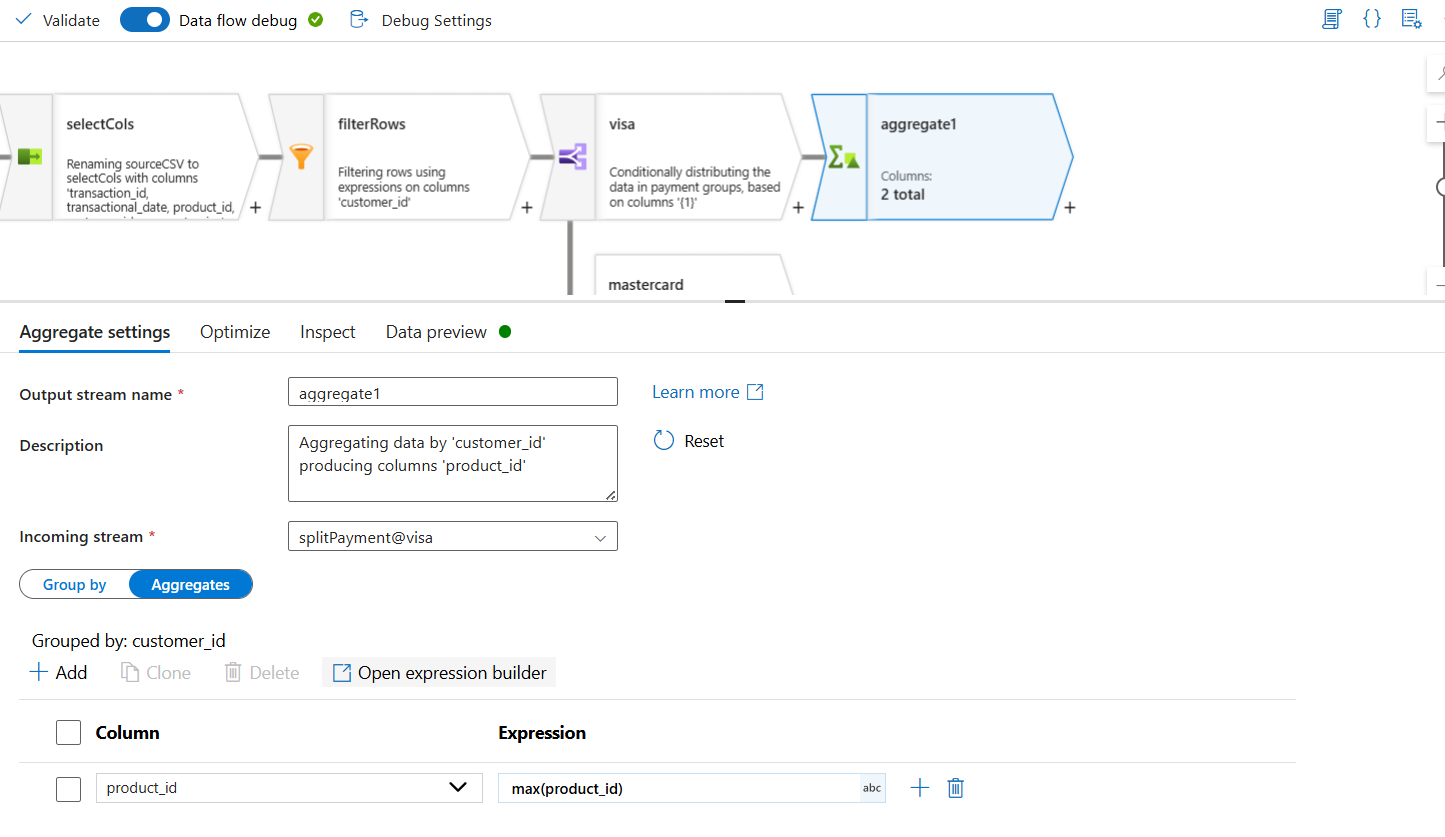 Validate
Data flow debug
Debug Settings
selectCols
Renaming sourceCSV to
selectCols with columns
'transaction_id,
transactional_date, product_id,
+
filterRows
Filtering rows using
expressions on columns
'customer_id'
+
visa
Conditionally distributing the
data in payment groups, based
on columns '{1}'
+
aggregate1
Columns:
2 total
+
mastercard
Aggregate settings
Optimize
Inspect
Data preview
Output stream name *
aggregate1
Learn more
Description
Aggregating data by 'customer_id'
producing columns 'product_id'
Reset
Incoming stream *
splitPayment@visa
Group by
Aggregates
Grouped by: customer_id
Add
Clone
Delete
Open expression builder
Column
Expression
product_id
max(product_id)
abc